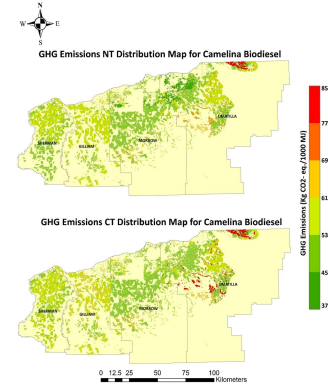 N
W E
S
GHG Emissions NT Distribution Map for Camelina Biodiesel
SHERMAN
GILLIAM
MORROW
UMATILLA
GHG Emissions CT Distribution Map for Camelina Biodiesel
SHERMAN
GILLIAM
MORROW
UMATILLA
0 12.5 25 50 75 100
Kilometers
GHG Emissions [Kg CO2- eq./1000 MJ]
85
77
69
61
53
45
37